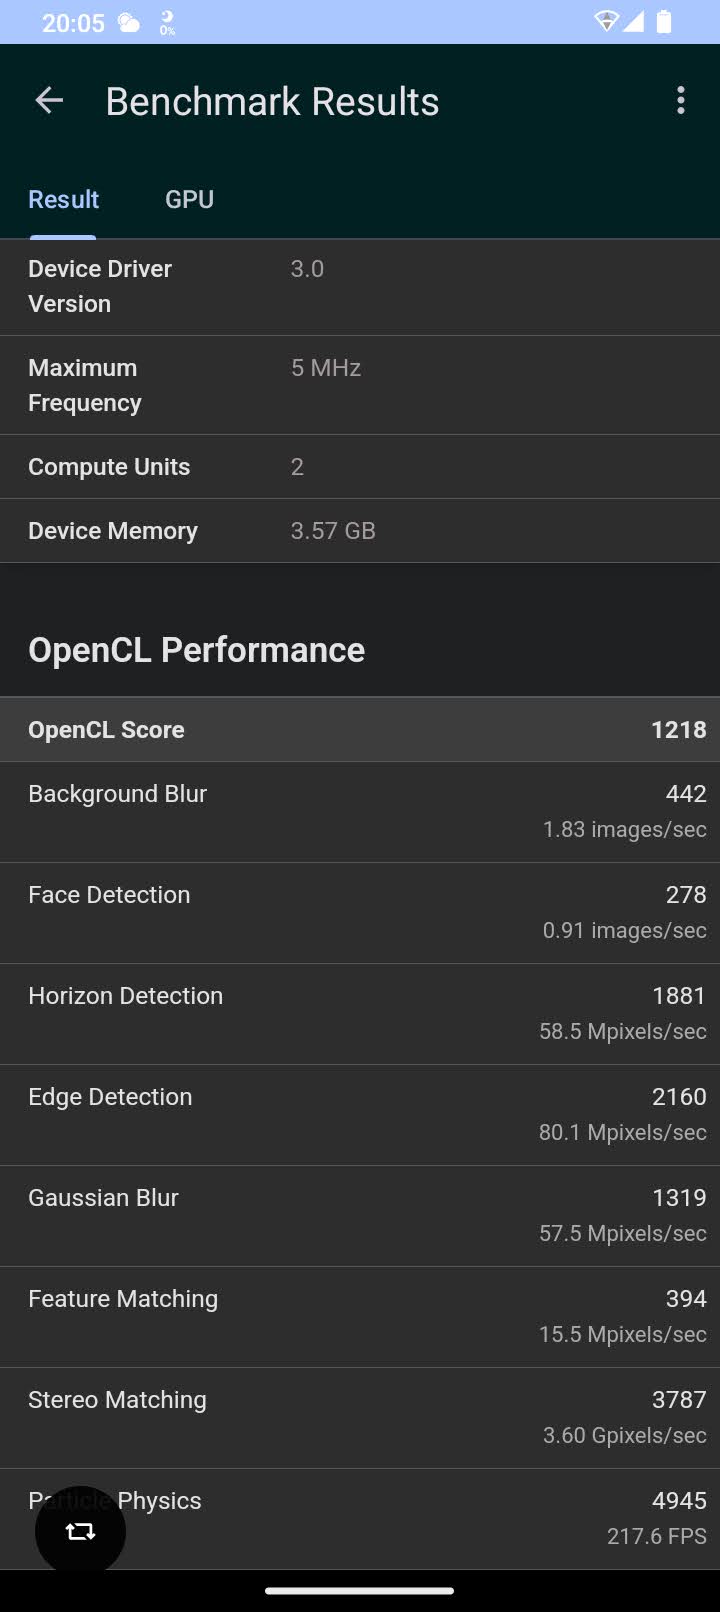 20:05
0%
Benchmark Results
Result GPU
Device Driver Version 3.0
Maximum Frequency 5 MHz
Compute Units 2
Device Memory 3.57 GB
OpenCL Performance
OpenCL Score 1218
Background Blur 442
1.83 images/sec
Face Detection 278
0.91 images/sec
Horizon Detection 1881
58.5 Mpixels/sec
Edge Detection 2160
80.1 Mpixels/sec
Gaussian Blur 1319
57.5 Mpixels/sec
Feature Matching 394
15.5 Mpixels/sec
Stereo Matching 3787
3.60 Gpixels/sec
Particle Physics 4945
217.6 FPS